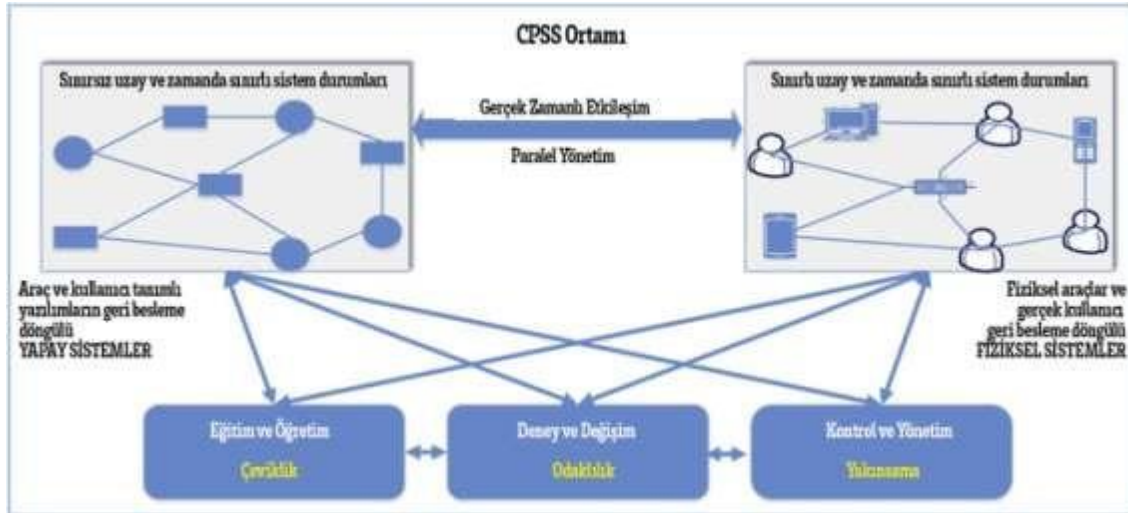 CPSS Ortamı
Sınırsız uzay ve zamanda sınırlı sistem durumları
Gerçek Zamanlı Etkileşim
Paralel Yönetim
Sınırlı uzay ve zamanda sınırlı sistem durumları
Araç ve kullanıcı tanımlı
yazılımların geri besleme
döngülü
YAPAY SİSTEMLER
Fiziksel araçlar ve
gerçek kullanıcı
geri besleme döngülü
FİZİKSEL SİSTEMLER
Eğitim ve Öğretim
Çeviklik
Deney ve Değişim
Odaklılık
Kontrol ve Yönetim
Yakınsama